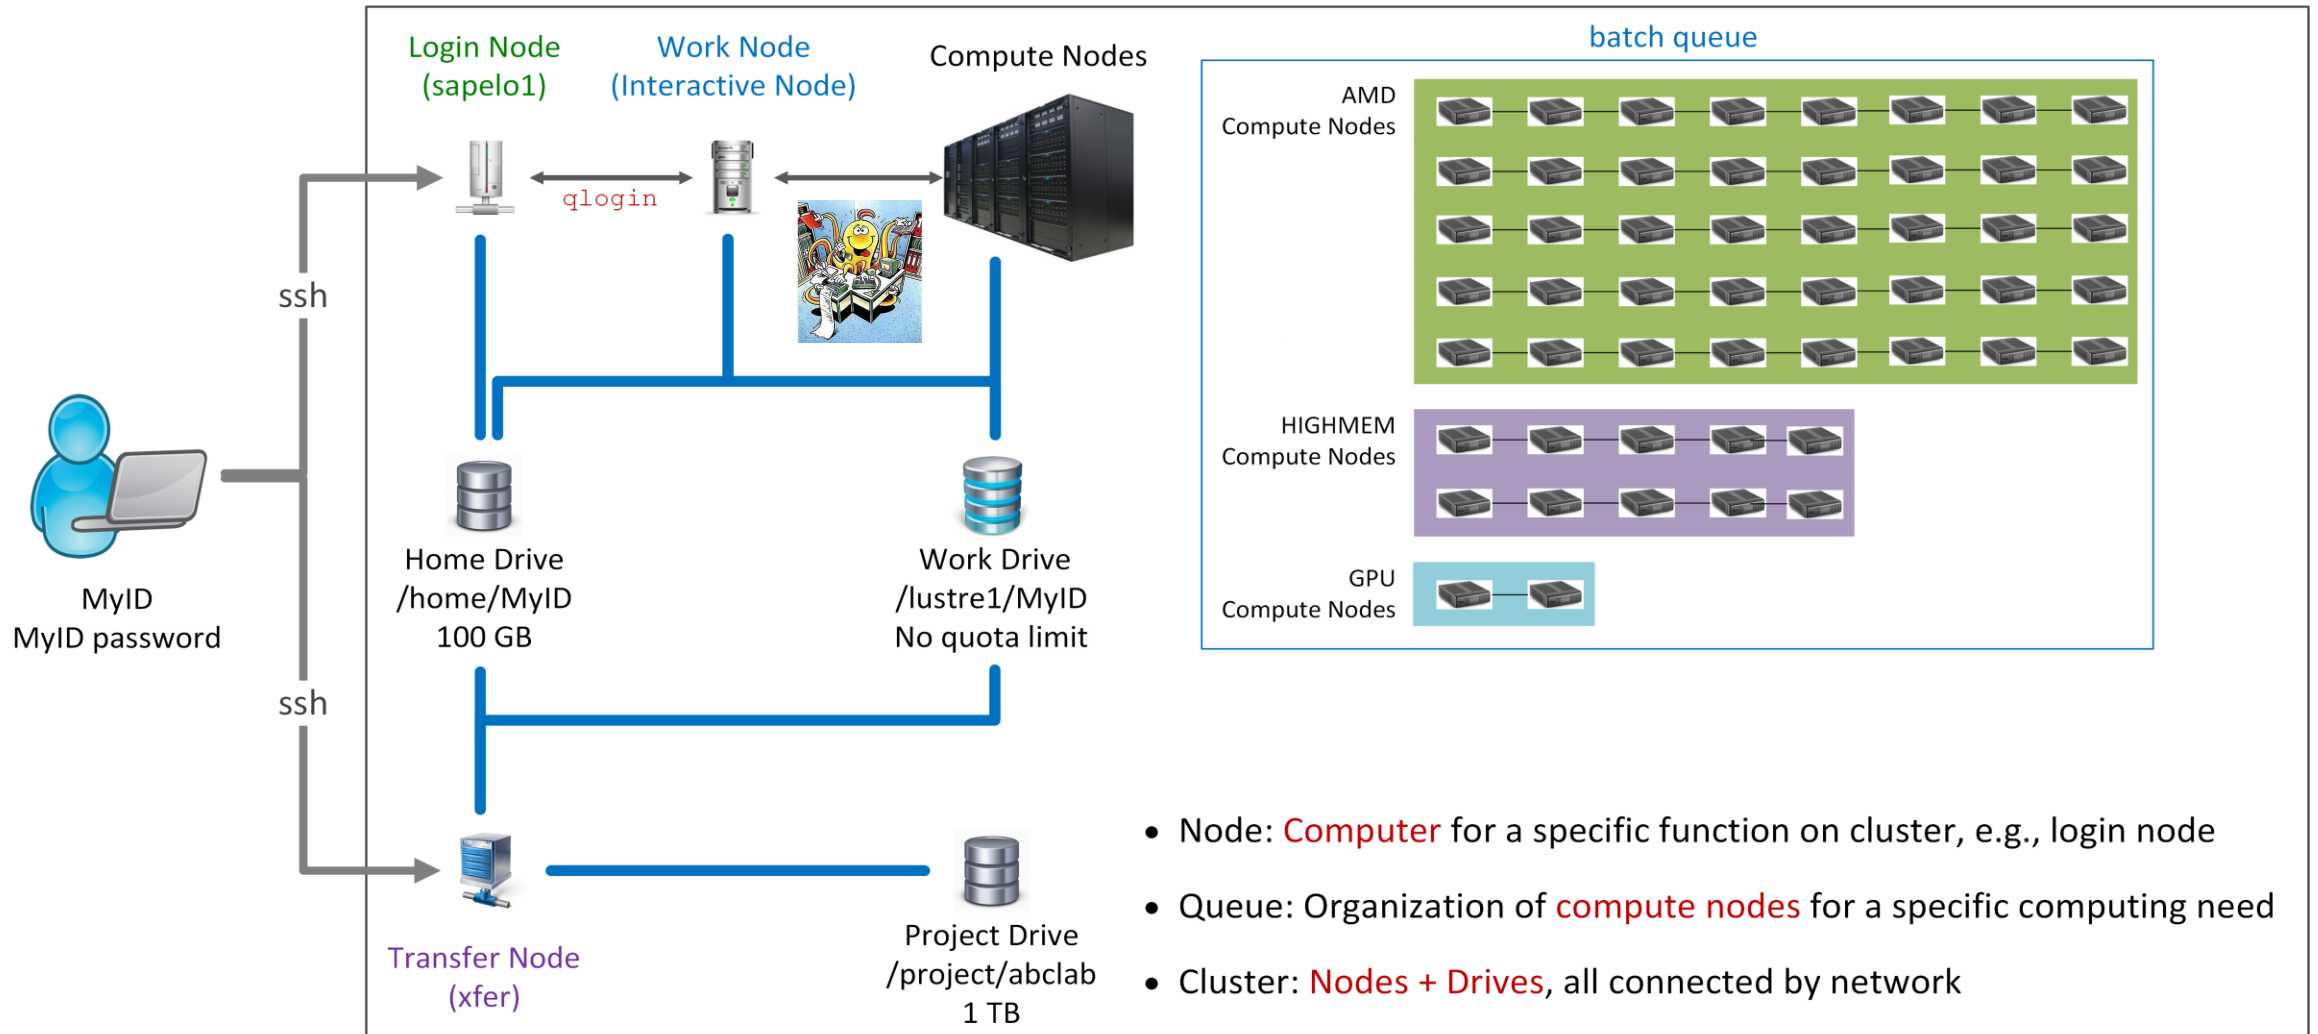 Login Node
(sapelo1)
Work Node
(Interactive Node)
Compute Nodes
qlogin
ssh
ssh
MyID
MyID password
Home Drive
/home/MyID
100 GB
Work Drive
/lustre1/MyID
No quota limit
Transfer Node
(xfer)
Project Drive
/project/abclab
1 TB
batch queue
AMD
Compute Nodes
HIGHMEM
Compute Nodes
GPU
Compute Nodes
• Node: Computer for a specific function on cluster, e.g., login node
• Queue: Organization of compute nodes for a specific computing need
• Cluster: Nodes + Drives, all connected by network